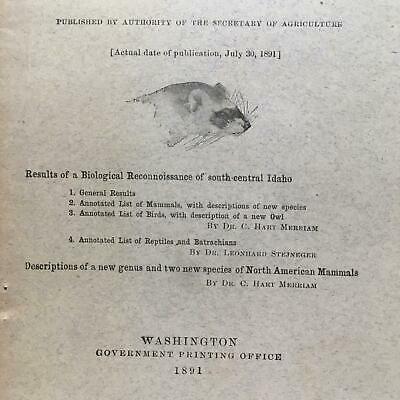 PUBLISHED BY AUTHORITY OF THE SECRETARY OF AGRICULTURE
[Actual date of publication, July 30, 1891]
Results of a Biological Reconnoissance of south-central Idaho
1. General Results
2. Annotated List of Mammals, with descriptions of new species
3. Annotated List of Birds, with description of a new Owl
BY DR. C. HART MERRIAM
4. Annotated List of Reptiles and Batrachians
BY DR. LEONHARD STEJNEGER
Descriptions of a new genus and two new species of North American Mammals
BY DR. C. HART MERRIAM
WASHINGTON
GOVERNMENT PRINTING OFFICE
1891